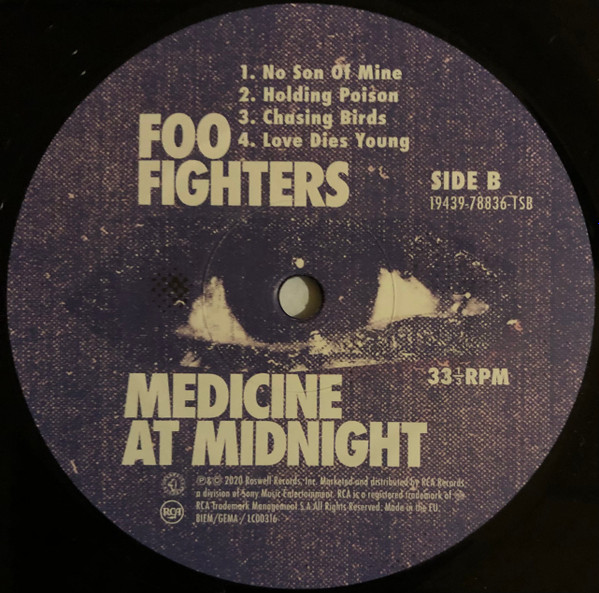 1. No Son Of Mine
2. Holding Poison
3. Chasing Birds
4. Love Dies Young
FOO
FIGHTERS
SIDE B
19439-78836-TSB
33⅓RPM
MEDICINE
AT MIDNIGHT
℗&© 2020 Roswell Records, Inc. Marketed and distributed by RCA Records,
a division of Sony Music Entertainment. RCA is a registered trademark of
RCA Trademark Management S.A. All Rights Reserved. Made in the EU.
BIEM/GEMA / LC00316
RCA